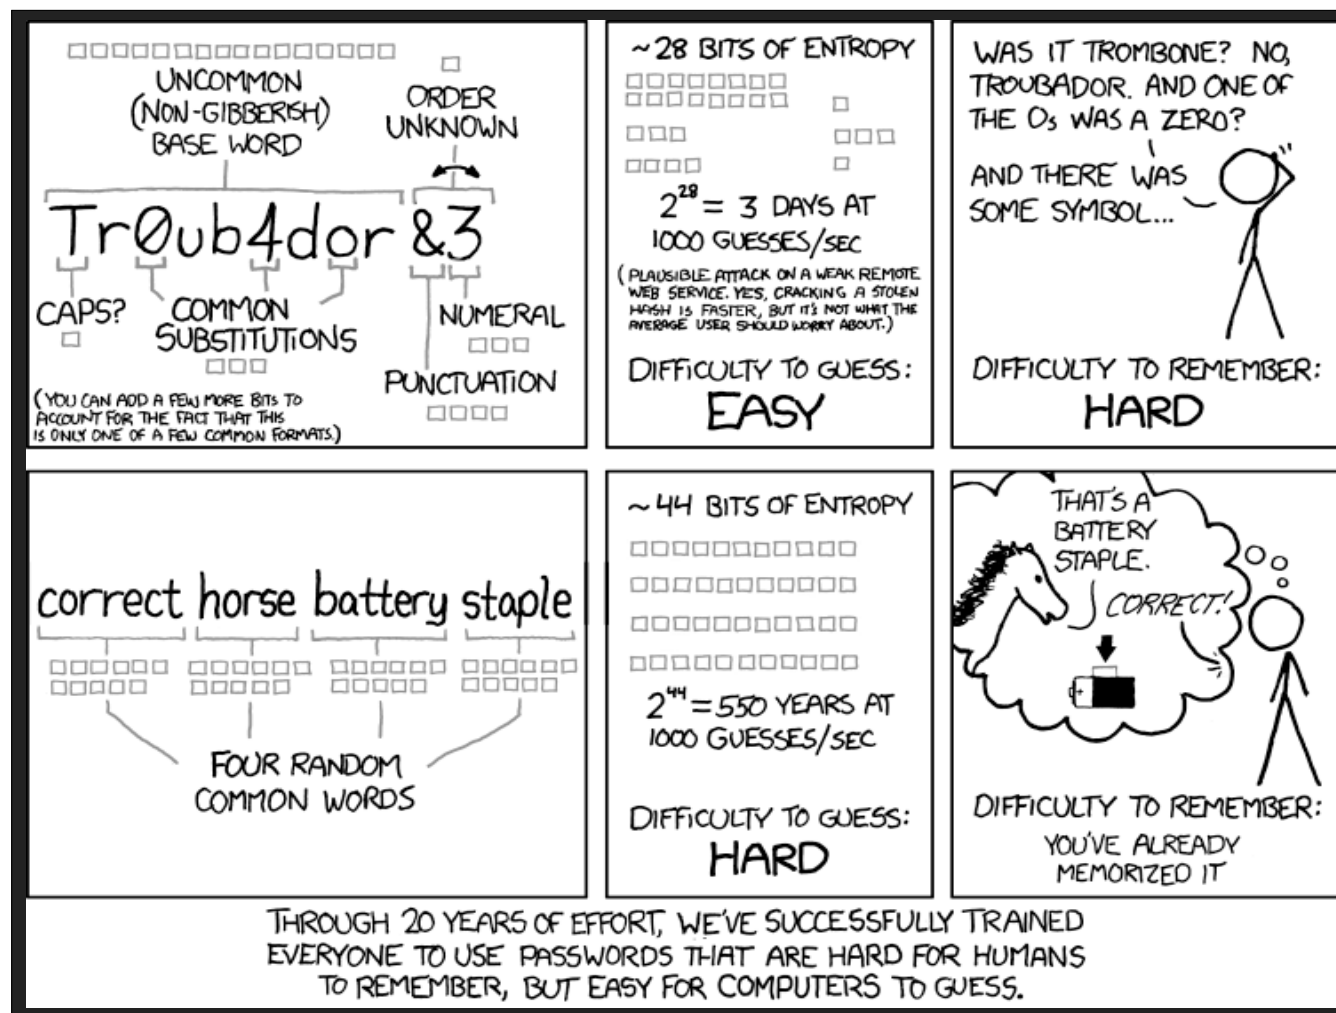 UNCOMMON
(NON-GIBBERISH)
BASE WORD
ORDER
UNKNOWN
Tr0ub4dor &3
CAPS?
COMMON
SUBSTITUTIONS
NUMERAL
PUNCTUATION
(YOU CAN ADD A FEW MORE BITS TO
ACCOUNT FOR THE FACT THAT THIS
IS ONLY ONE OF A FEW COMMON FORMATS.)
~28 BITS OF ENTROPY
2^28 = 3 DAYS AT
1000 GUESSES/SEC
(PLAUSIBLE ATTACK ON A WEAK REMOTE
WEB SERVICE. YES, CRACKING A STOLEN
HASH IS FASTER, BUT IT'S NOT WHAT THE
AVERAGE USER SHOULD WORRY ABOUT.)
DIFFICULTY TO GUESS:
EASY
WAS IT TROMBONE? NO,
TROUBADOR. AND ONE OF
THE Os WAS A ZERO?
AND THERE WAS
SOME SYMBOL...
DIFFICULTY TO REMEMBER:
HARD
correct horse battery staple
FOUR RANDOM
COMMON WORDS
~44 BITS OF ENTROPY
2^44 = 550 YEARS AT
1000 GUESSES/SEC
DIFFICULTY TO GUESS:
HARD
THAT'S A
BATTERY
STAPLE.
CORRECT!
+
DIFFICULTY TO REMEMBER:
YOU'VE ALREADY
MEMORIZED IT
THROUGH 20 YEARS OF EFFORT, WE'VE SUCCESSFULLY TRAINED
EVERYONE TO USE PASSWORDS THAT ARE HARD FOR HUMANS
TO REMEMBER, BUT EASY FOR COMPUTERS TO GUESS.